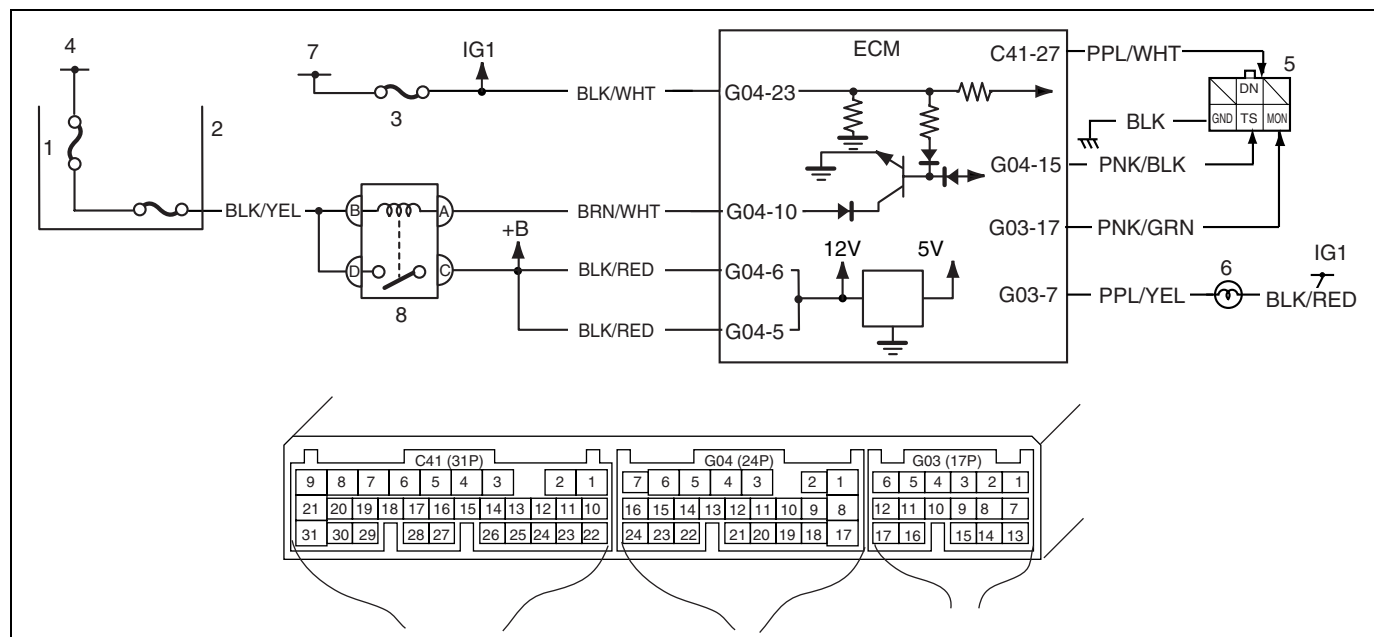 4
7
IG1
ECM
C41-27
PPL/WHT
5
DN
GND
TS
MON
1
2
3
BLK/WHT
G04-23
BLK
G04-15
PNK/BLK
BLK/YEL
B
A
BRN/WHT
G04-10
G03-17
PNK/GRN
D
C
+B
BLK/RED
G04-6
12V
5V
6
IG1
G03-7
PPL/YEL
BLK/RED
8
BLK/RED
G04-5
C41 (31P)
9 8 7 6 5 4 3 2 1
21 20 19 18 17 16 15 14 13 12 11 10
31 30 29 28 27 26 25 24 23 22
G04 (24P)
7 6 5 4 3 2 1
16 15 14 13 12 11 10 9 8
24 23 22 21 20 19 18 17
G03 (17P)
6 5 4 3 2 1
12 11 10 9 8 7
17 16 15 14 13